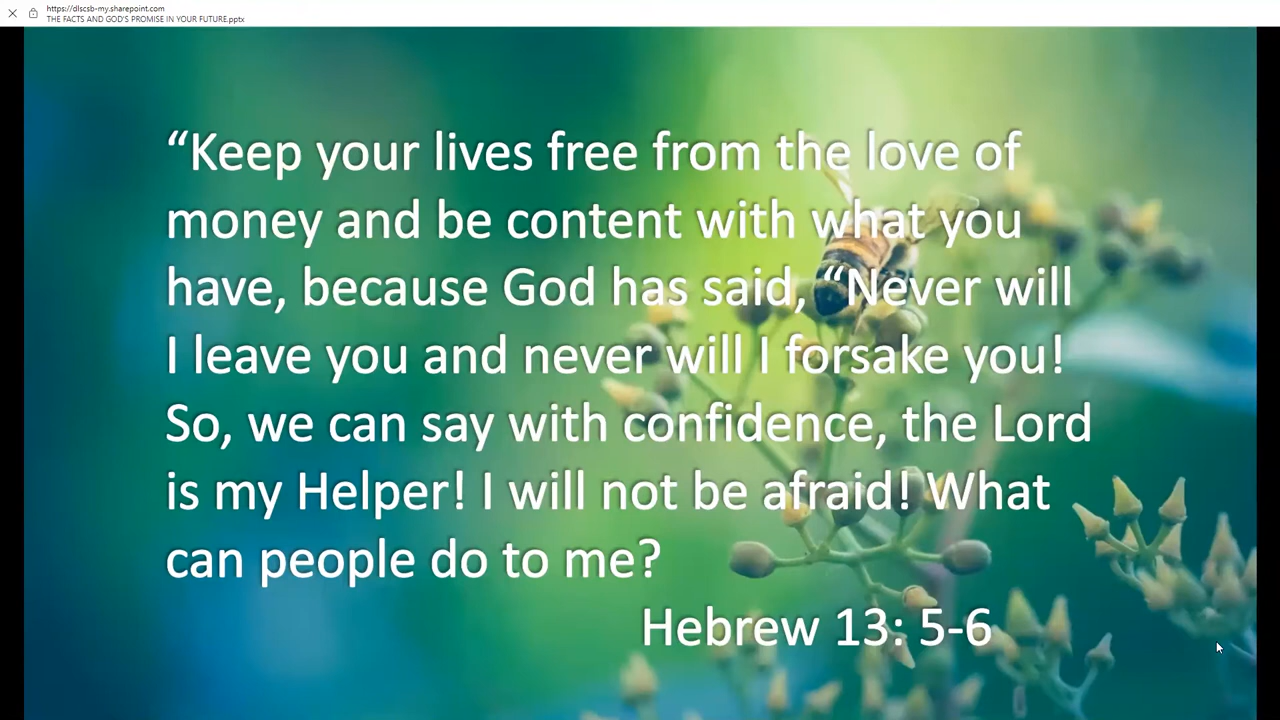 https://dlscsb-my.sharepoint.com
THE FACTS AND GOD'S PROMISE IN YOUR FUTURE.pptx
“Keep your lives free from the love of
money and be content with what you
have, because God has said, “Never will
I leave you and never will I forsake you!
So, we can say with confidence, the Lord
is my Helper! I will not be afraid! What
can people do to me?
Hebrew 13: 5-6